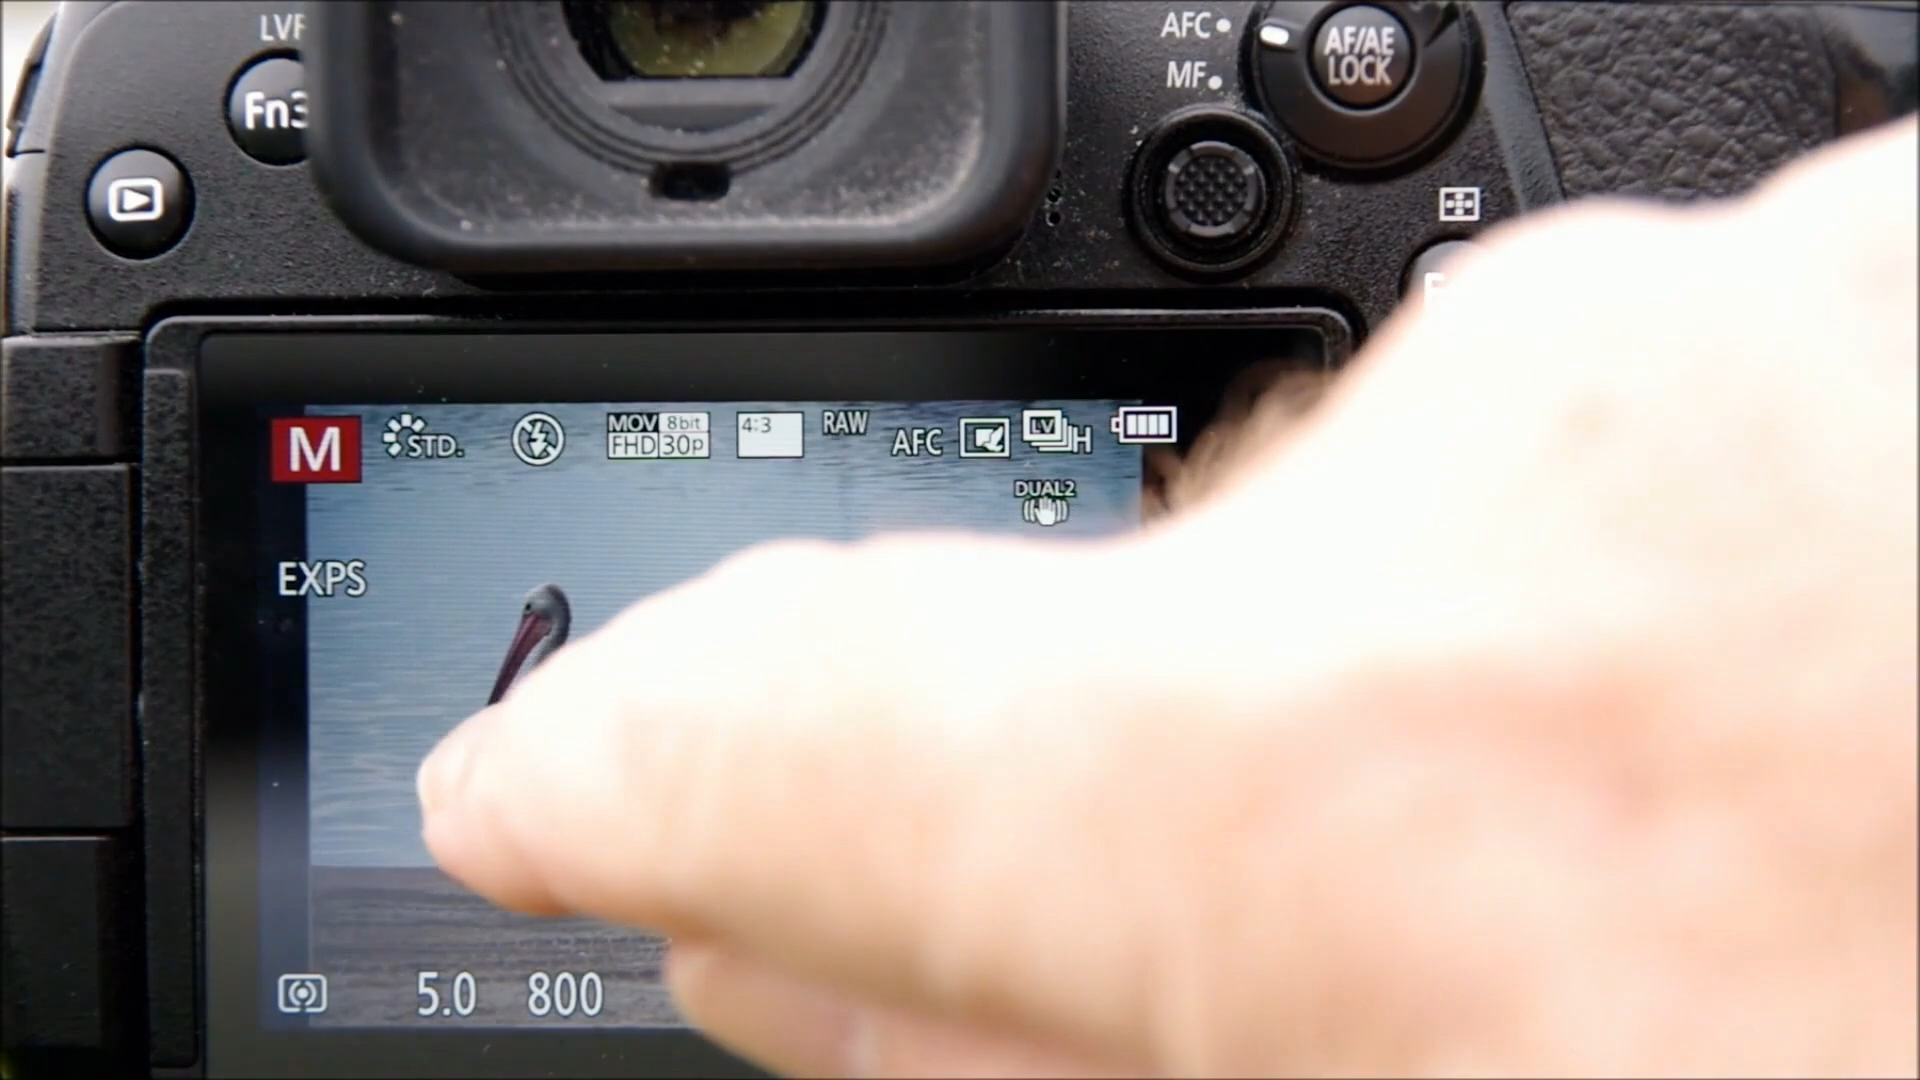 LVF
Fn3
AFC
MF
AF/AE
LOCK
M
STD.
MOV 8bit
FHD 30p
4:3
RAW
AFC
LV
H
DUAL2
EXPS
5.0 800